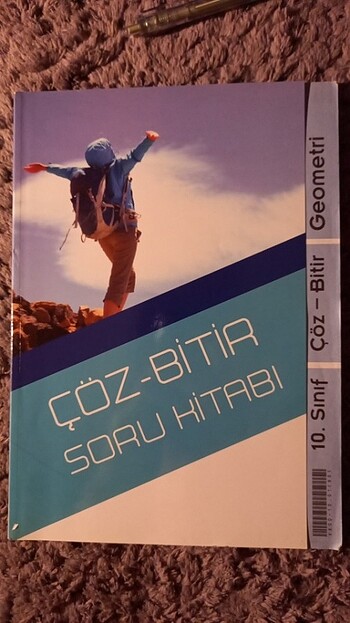 ÇÖZ-BİTİR
SORU KİTABI
10. Sınıf Çöz – Bitir Geometri